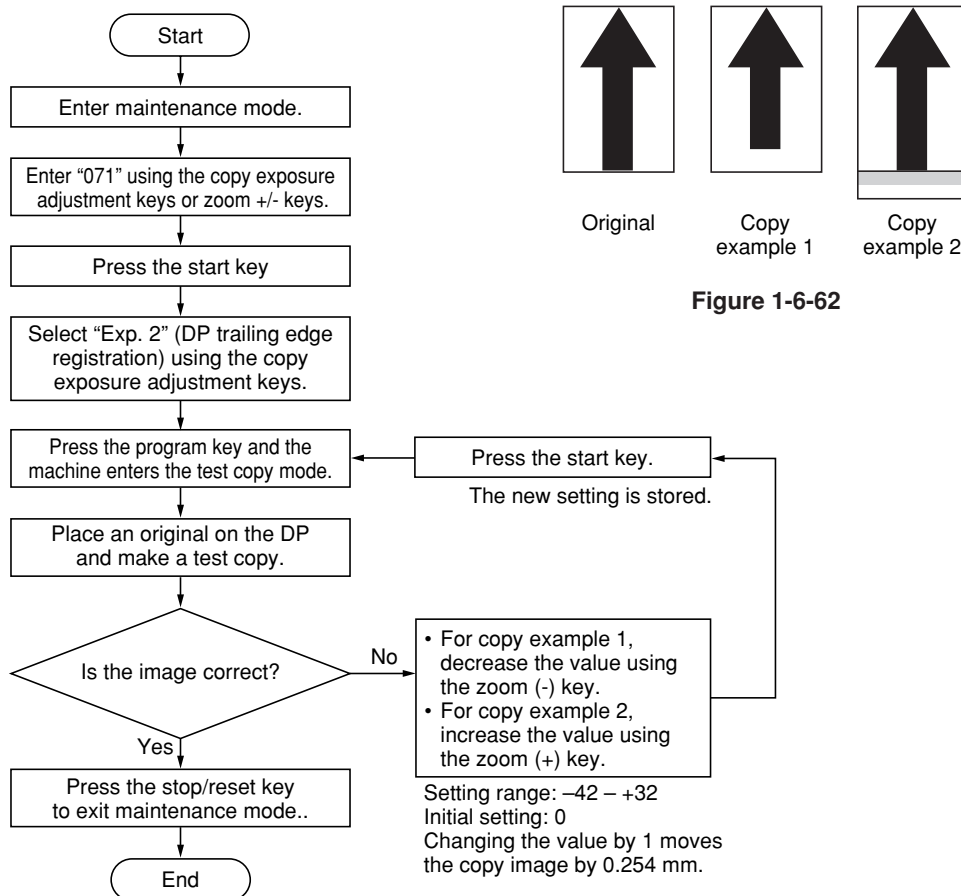 Start
Enter maintenance mode.
Enter “071” using the copy exposure
adjustment keys or zoom +/- keys.
Press the start key
Select “Exp. 2” (DP trailing edge
registration) using the copy
exposure adjustment keys.
Press the program key and the
machine enters the test copy mode.
Place an original on the DP
and make a test copy.
Is the image correct?
No
Yes
Press the stop/reset key
to exit maintenance mode..
End
Press the start key.
The new setting is stored.
• For copy example 1,
decrease the value using
the zoom (-) key.
• For copy example 2,
increase the value using
the zoom (+) key.
Setting range: –42 – +32
Initial setting: 0
Changing the value by 1 moves
the copy image by 0.254 mm.
Original
Copy
example 1
Copy
example 2
Figure 1-6-62